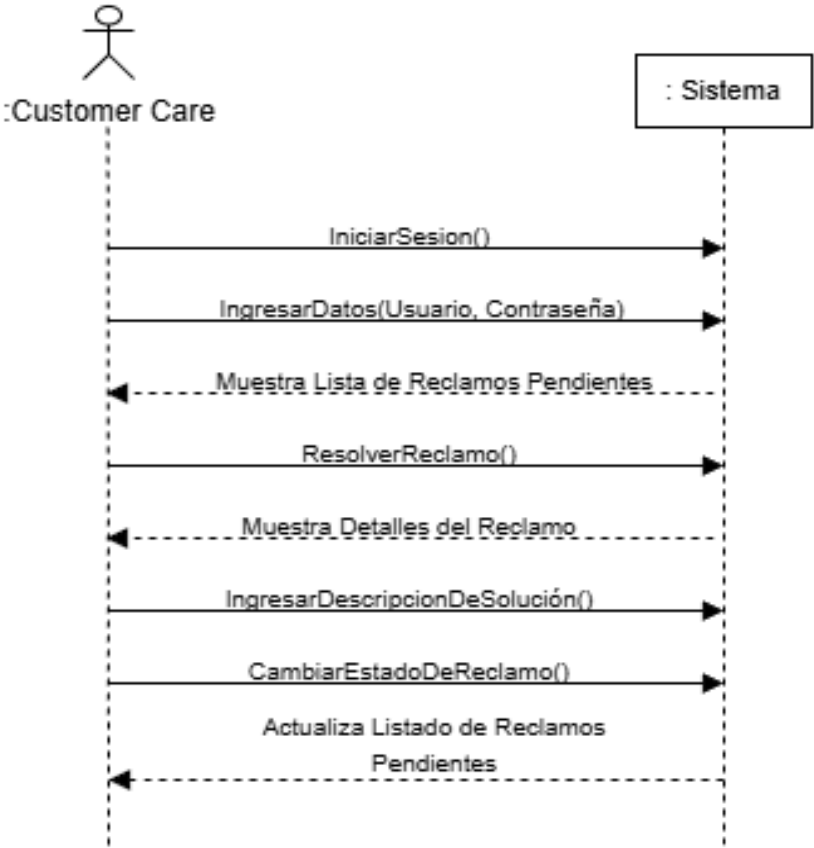 :Customer Care
: Sistema
IniciarSesion()
IngresarDatos(Usuario, Contraseña)
Muestra Lista de Reclamos Pendientes
ResolverReclamo()
Muestra Detalles del Reclamo
IngresarDescripcionDeSolución()
CambiarEstadoDeReclamo()
Actualiza Listado de Reclamos
Pendientes